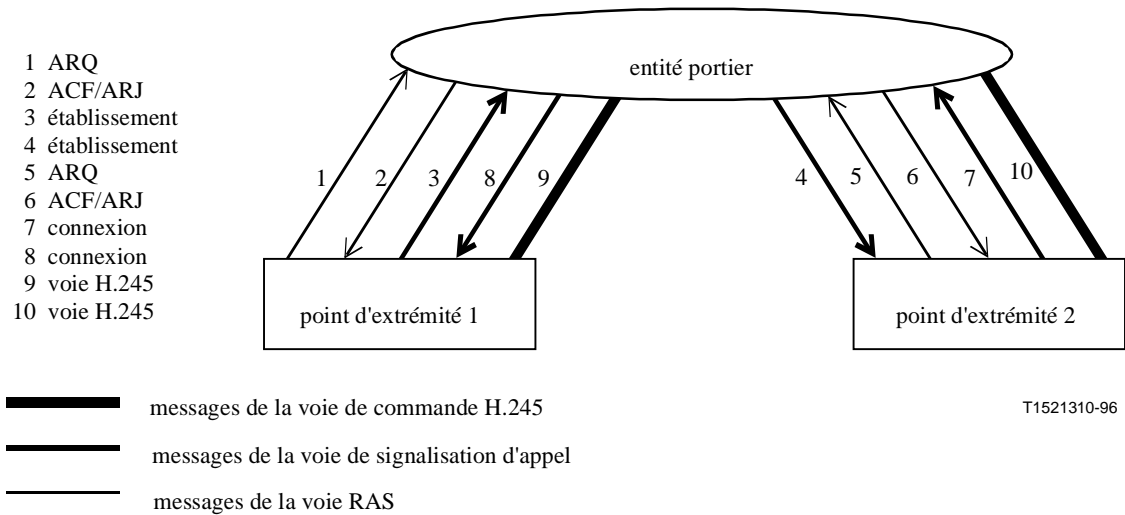 1 ARQ
2 ACF/ARJ
3 établissement
4 établissement
5 ARQ
6 ACF/ARJ
7 connexion
8 connexion
9 voie H.245
10 voie H.245
entité portier
1 2 3 8 9 4 5 6 7 10
point d'extrémité 1 point d'extrémité 2
messages de la voie de commande H.245
T1521310-96
messages de la voie de signalisation d'appel
messages de la voie RAS